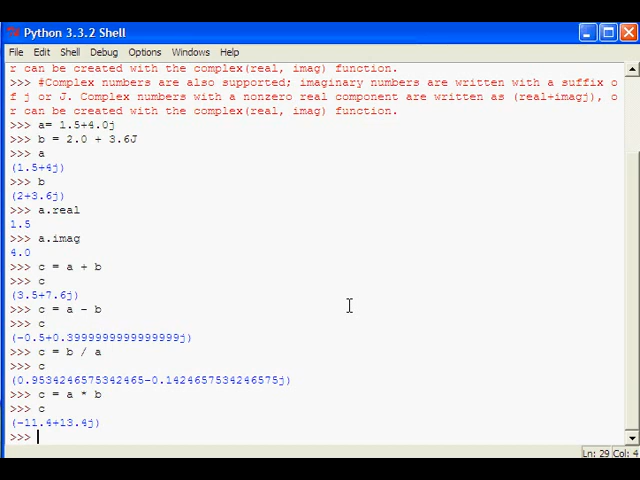 Python 3.3.2 Shell
File Edit Shell Debug Options Windows Help
r can be created with the complex(real, imag) function.
>>> #Complex numbers are also supported; imaginary numbers are written with a suffix o
f j or J. Complex numbers with a nonzero real component are written as (real+imagj), o
r can be created with the complex(real, imag) function.
>>> a= 1.5+4.0j
>>> b = 2.0 + 3.6J
>>> a
(1.5+4j)
>>> b
(2+3.6j)
>>> a.real
1.5
>>> a.imag
4.0
>>> c = a + b
>>> c
(3.5+7.6j)
>>> c = a - b
>>> c
(-0.5+0.3999999999999999j)
>>> c = b / a
>>> c
(0.9534246575342465-0.1424657534246575j)
>>> c = a * b
>>> c
(-11.4+13.4j)
>>>
Ln: 29 Col: 4